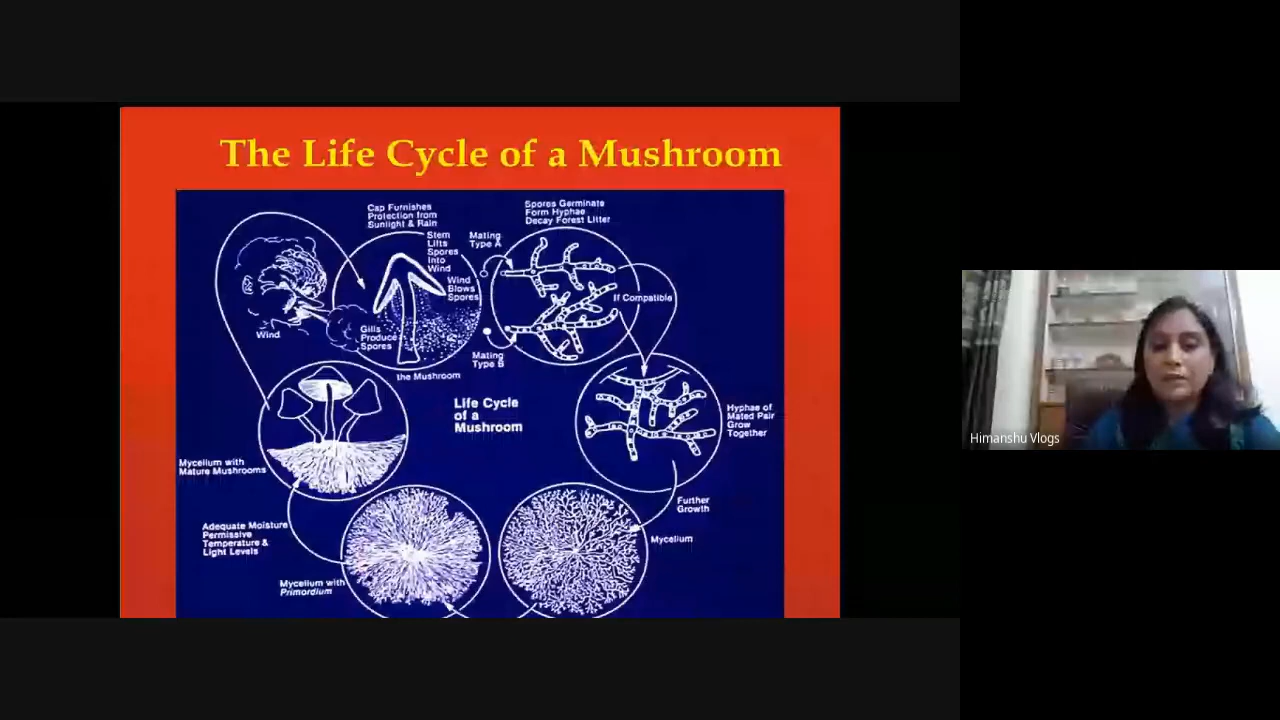 The Life Cycle of a Mushroom
Cap Furnishes
Protection from
Sunlight & Rain
Stem
Lifts
Spores
Into
Wind
Wind
Blows
Spores
Gills
Produce
Spores
the Mushroom
Wind
Mating
Type A
Spores Germinate
Form Hyphae
Decay Forest Litter
If Compatible
Mating
Type B
Life Cycle
of a
Mushroom
Hyphae of
Mated Pair
Grow
Together
Further
Growth
Mycelium
Mycelium with
Primordium
Adequate Moisture
Permissive
Temperature &
Light Levels
Mycelium with
Mature Mushrooms
Himanshu Vlogs